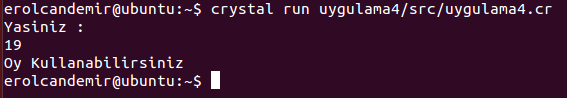 erolcandemir@ubuntu:~$ crystal run uygulama4/src/uygulama4.cr
Yasiniz :
19
Oy Kullanabilirsiniz
erolcandemir@ubuntu:~$